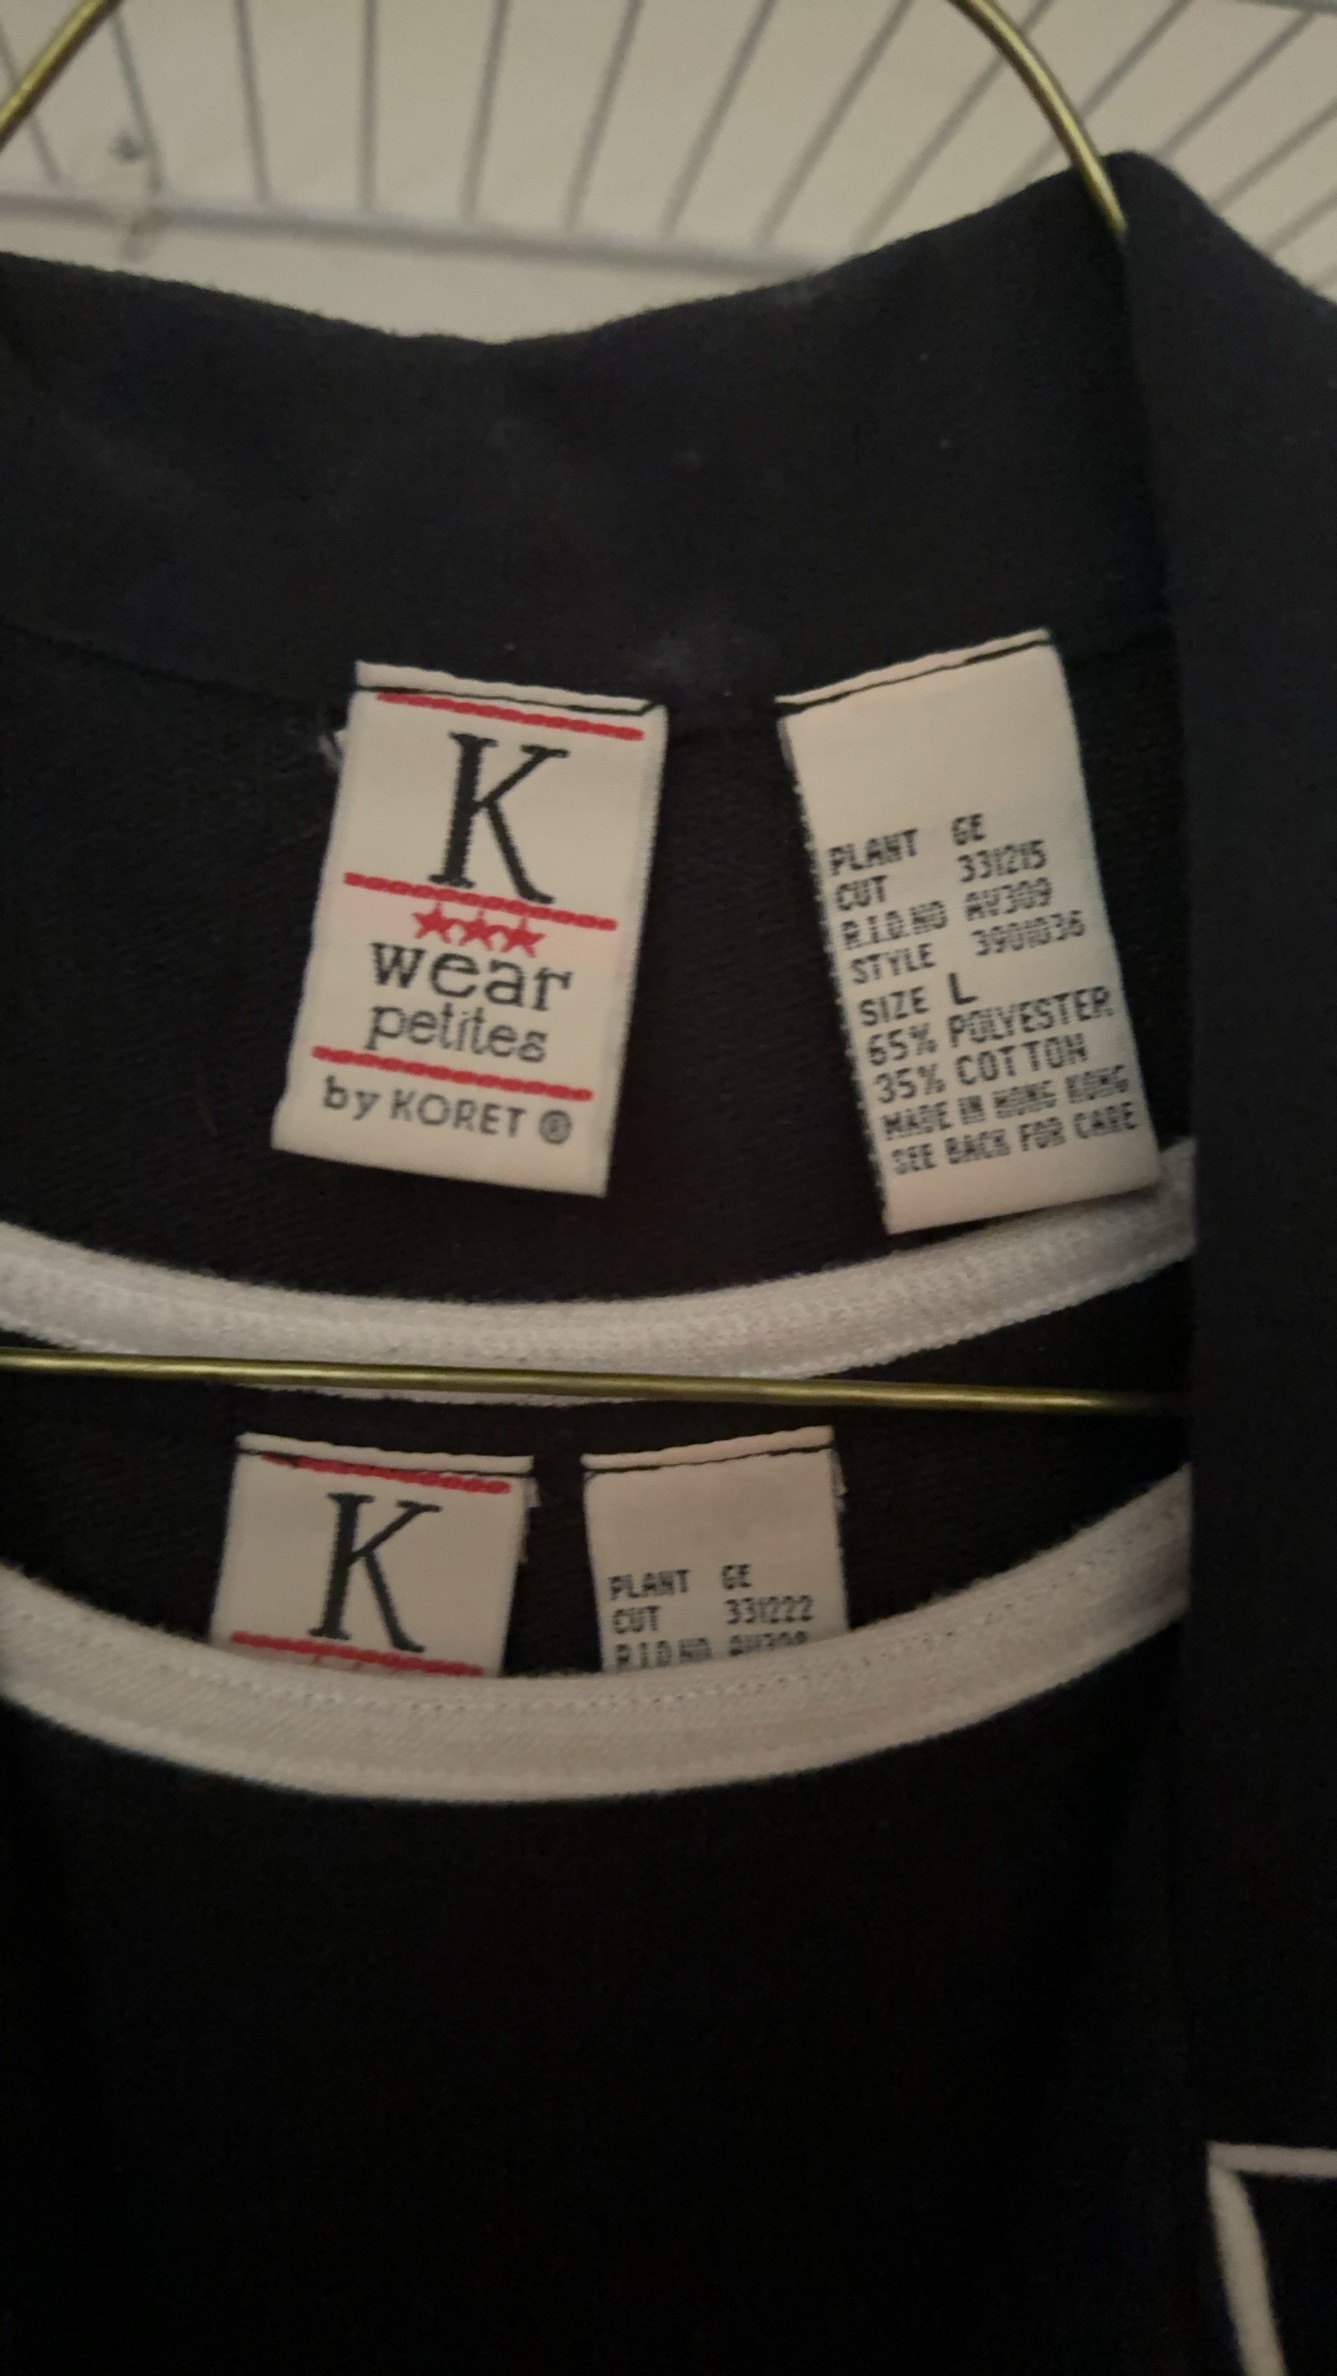 K
wear
petites
by KORET ®
PLANT GE
CUT 331215
R.I.D.NO AV309
STYLE 3901036
SIZE L
65% POLYESTER
35% COTTON
MADE IN HONG KONG
SEE BACK FOR CARE
K
PLANT GE
CUT 331222
R.I.D.NO